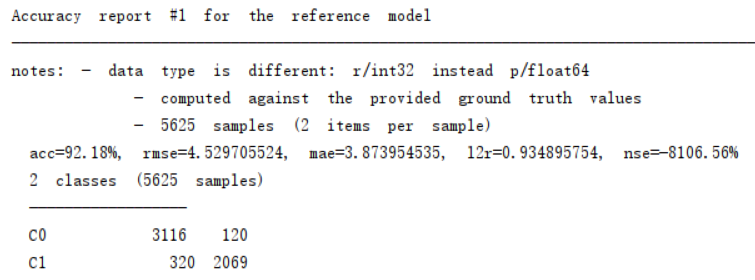 Accuracy report #1 for the reference model
notes: - data type is different: r/int32 instead p/float64
- computed against the provided ground truth values
- 5625 samples (2 items per sample)
acc=92.18%, rmse=4.529705524, mae=3.873954535, l2r=0.934895754, nse=-8106.56%
2 classes (5625 samples)
C0 3116 120
C1 320 2069